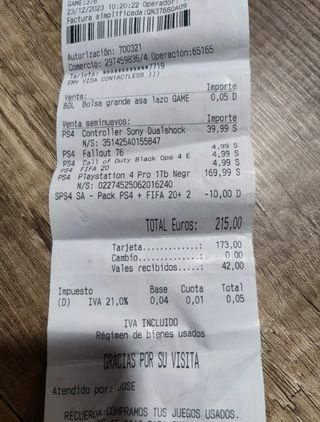 GAME:378
23/12/2023 10:20:22 Operador:
Factura simplificada:QN37660A09
Autorización: 700321
Comercio: 297459836/4 Operación:65165
Tarjeta: ************7719
EMV VISA CONTACTLESS )))
Venta: Importe
BOL Bolsa grande asa lazo GAME 0,05 D
Venta seminuevos: Importe
PS4 Controller Sony Dualshock 39,99 S
N/S: 351425A0155847
PS4 Fallout 76 4,99 S
PS4 Call of Duty Black Ops 4 E 4,99 S
PS4 FIFA 20 4,99 S
PS4 Playstation 4 Pro 1Tb Negr 169,99 S
N/S: 02274525062016240
SPS4 SA - Pack PS4 + FIFA 20+ 2 -10,00 D
TOTAL Euros: 215,00
Tarjeta.............: 173,00
Cambio..............: 0.00
Vales recibidos.....: 42,00
Impuesto Base Cuota Total
(D) IVA 21,0% 0,04 0,01 0,05
IVA INCLUIDO
Régimen de bienes usados
GRACIAS POR SU VISITA
Atendido por: JOSE
RECUERDA:COMPRAMOS TUS JUEGOS USADOS.